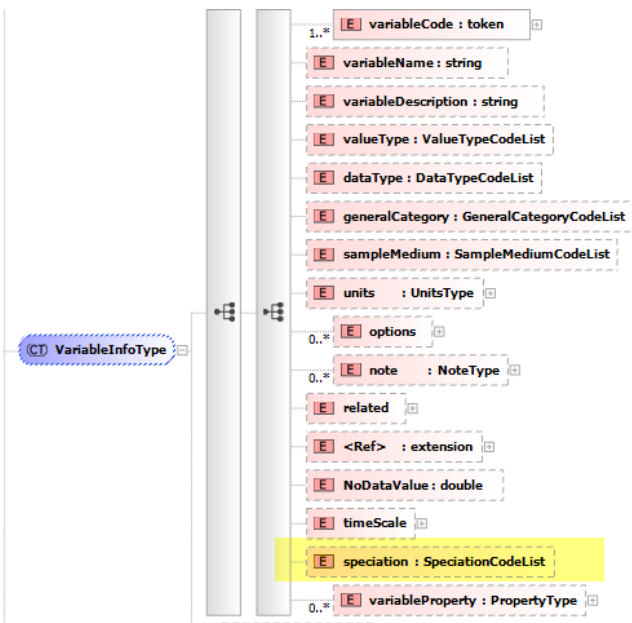 E variableCode : token
1..*
E variableName : string
E variableDescription : string
E valueType : ValueTypeCodeList
E dataType : DataTypeCodeList
E generalCategory : GeneralCategoryCodeList
E sampleMedium : SampleMediumCodeList
E units : UnitsType
E options
0..*
CT VariableInfoType
E note : NoteType
0..*
E related
E <Ref> : extension
E NoDataValue : double
E timeScale
E speciation : SpeciationCodeList
E variableProperty : PropertyType
0..*